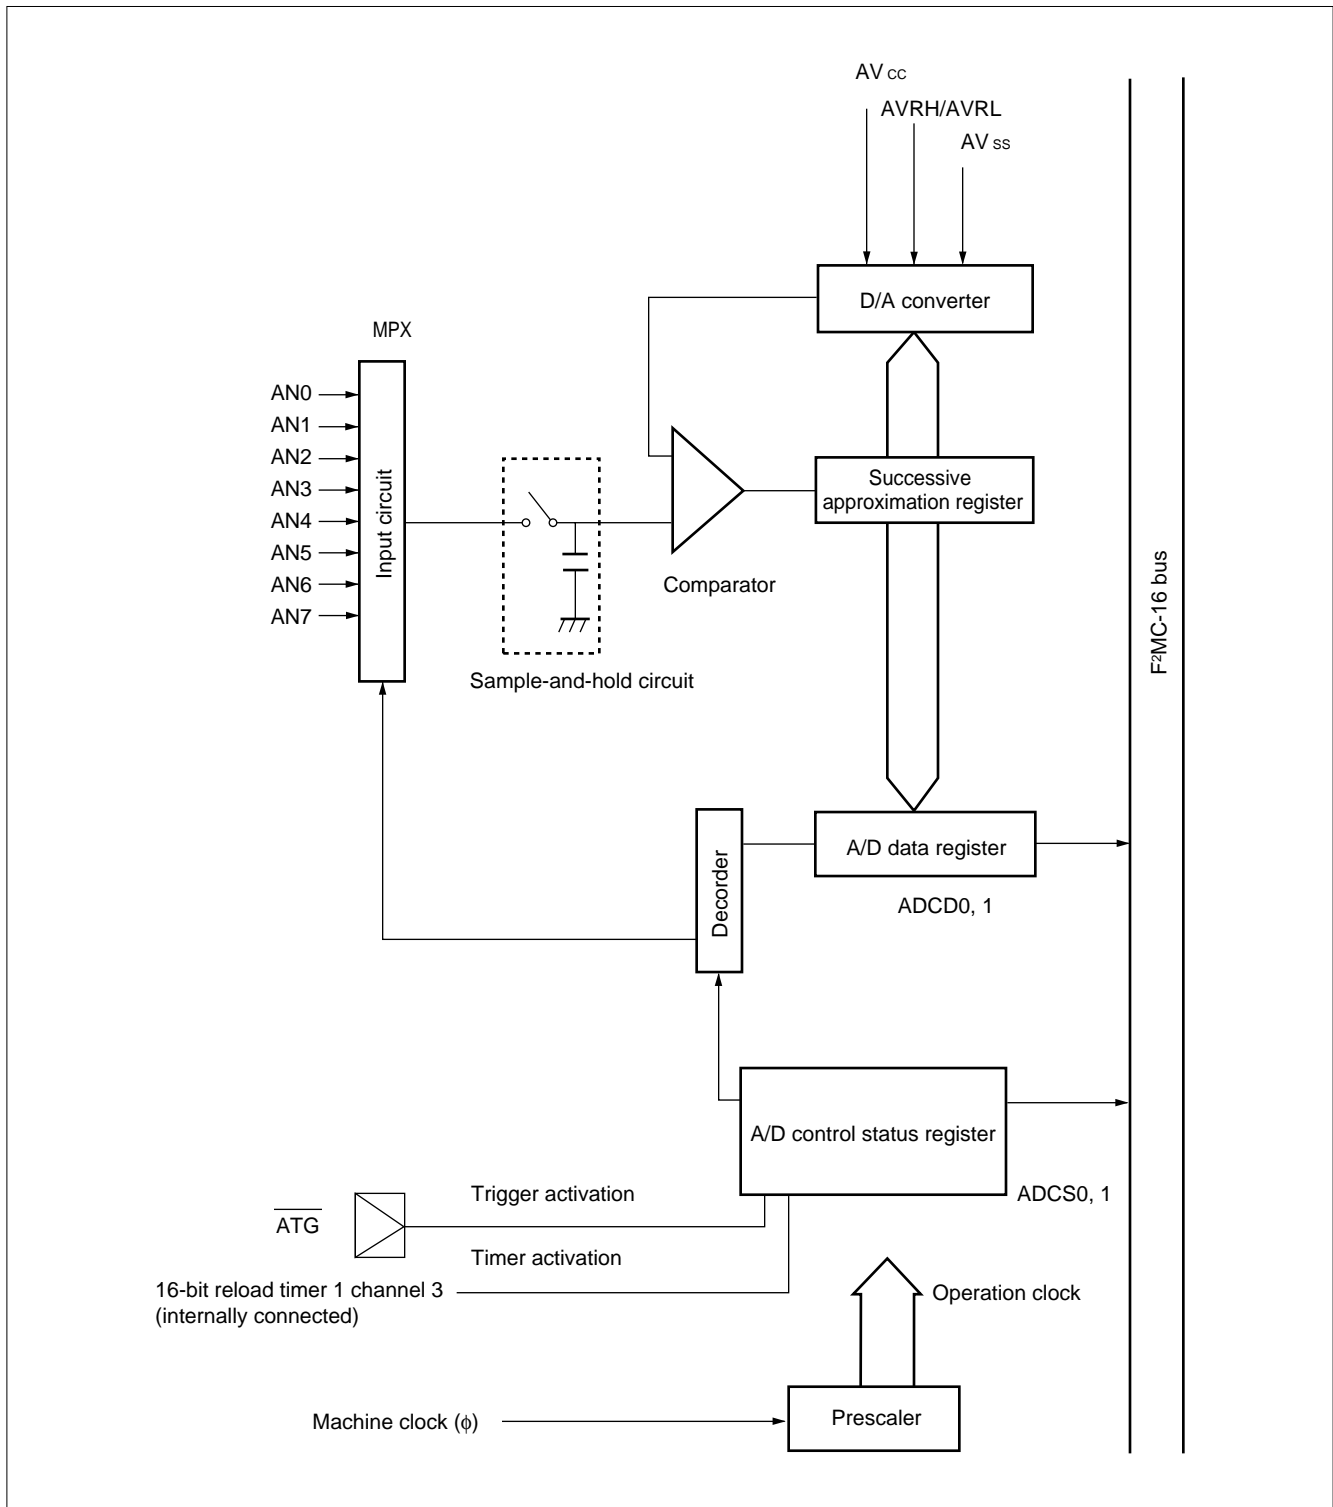 AVCC
AVRH/AVRL
AVSS
D/A converter
MPX
AN0
AN1
AN2
AN3
AN4
AN5
AN6
AN7
Input circuit
Successive
approximation register
Comparator
Sample-and-hold circuit
F²MC-16 bus
Decorder
A/D data register
ADCD0, 1
A/D control status register
ADCS0, 1
Trigger activation
ATG
Timer activation
16-bit reload timer 1 channel 3
(internally connected)
Operation clock
Machine clock (ϕ)
Prescaler